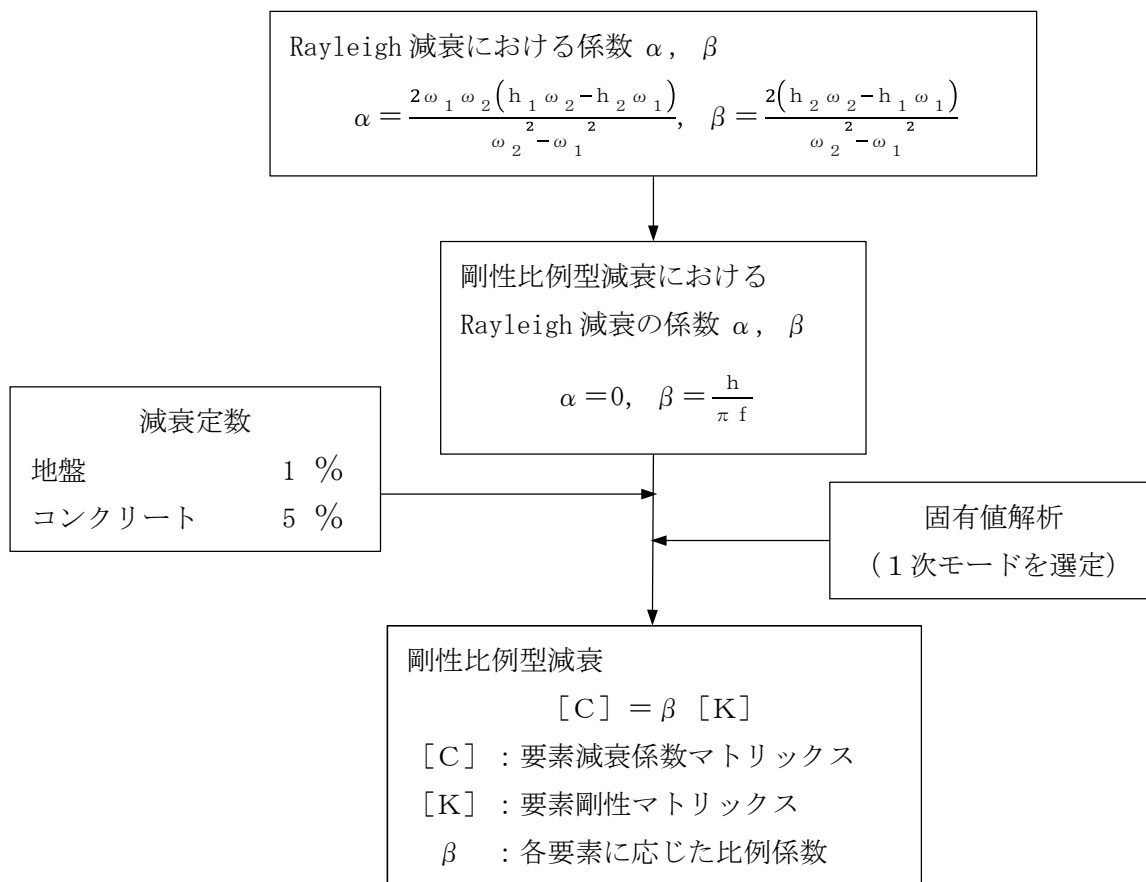 Rayleigh 減衰における係数 α, β
α＝2ω₁ω₂(h₁ω₂−h₂ω₁)/(ω₂²−ω₁²), β＝2(h₂ω₂−h₁ω₁)/(ω₂²−ω₁²)
剛性比例型減衰における
Rayleigh 減衰の係数 α, β
α＝0, β＝h/(πf)
減衰定数
地盤 1 %
コンクリート 5 %
固有値解析
（１次モードを選定）
剛性比例型減衰
［C］＝β［K］
［C］：要素減衰係数マトリックス
［K］：要素剛性マトリックス
β ：各要素に応じた比例係数